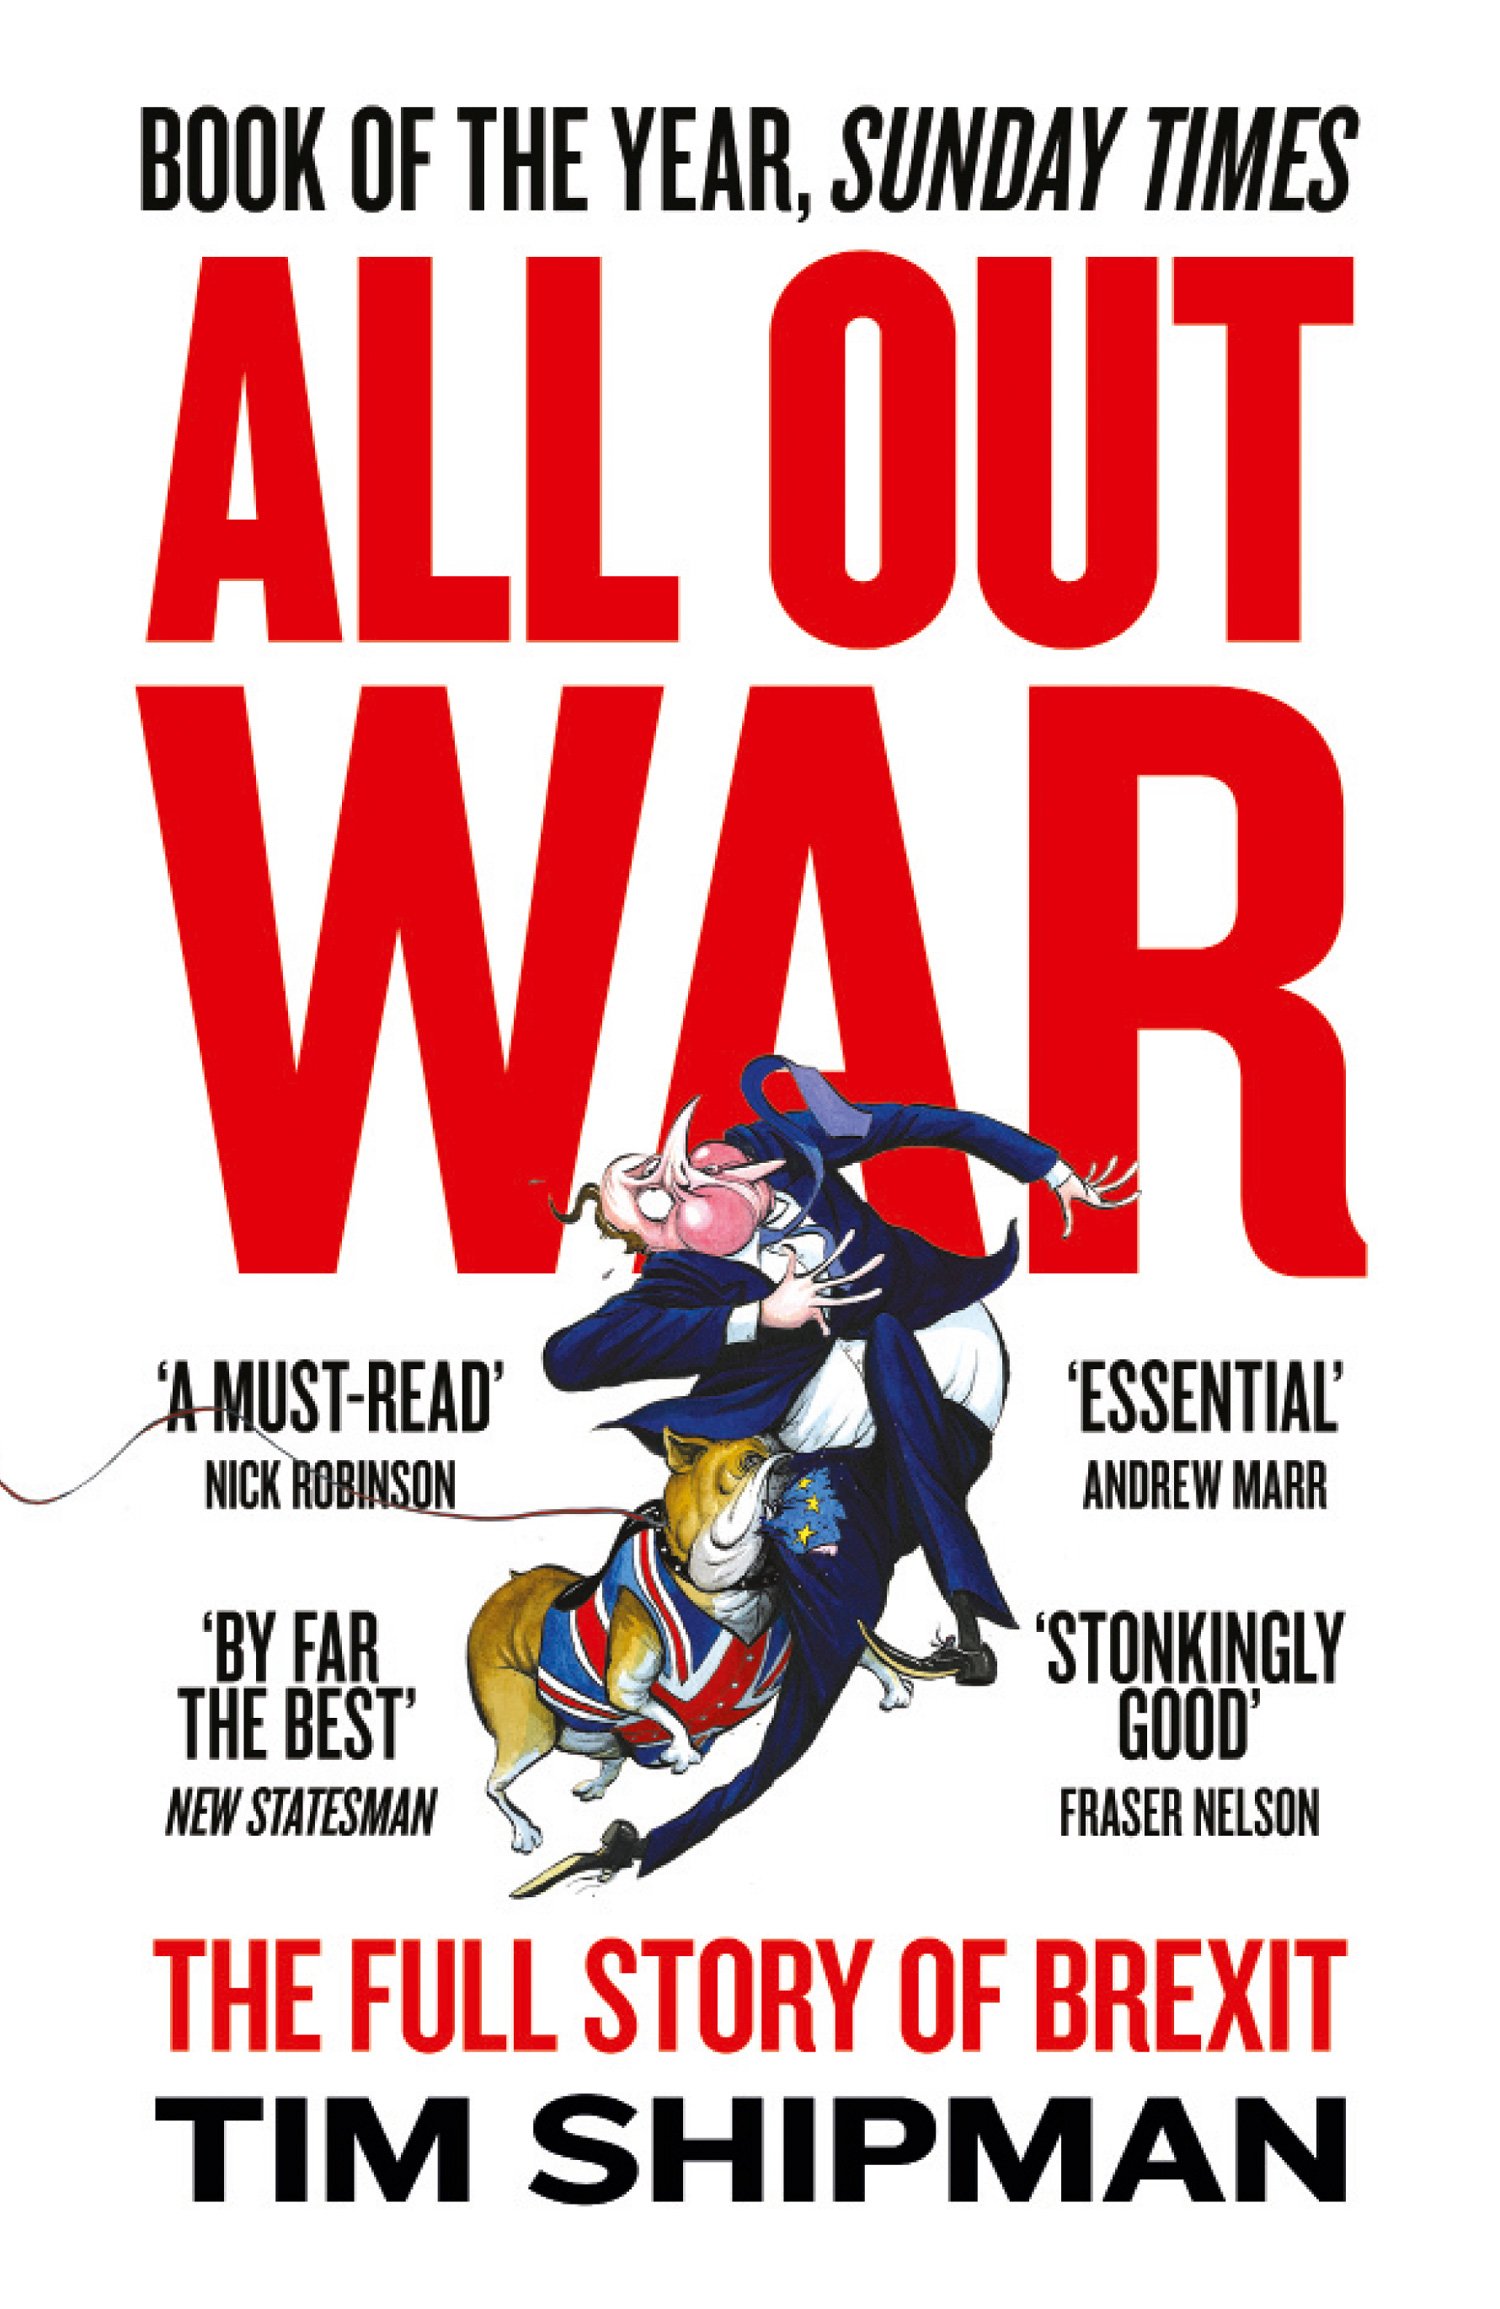 BOOK OF THE YEAR, SUNDAY TIMES
ALL OUT
WAR
‘A MUST-READ’
NICK ROBINSON
‘ESSENTIAL’
ANDREW MARR
‘BY FAR
THE BEST’
NEW STATESMAN
‘STONKINGLY
GOOD’
FRASER NELSON
THE FULL STORY OF BREXIT
TIM SHIPMAN